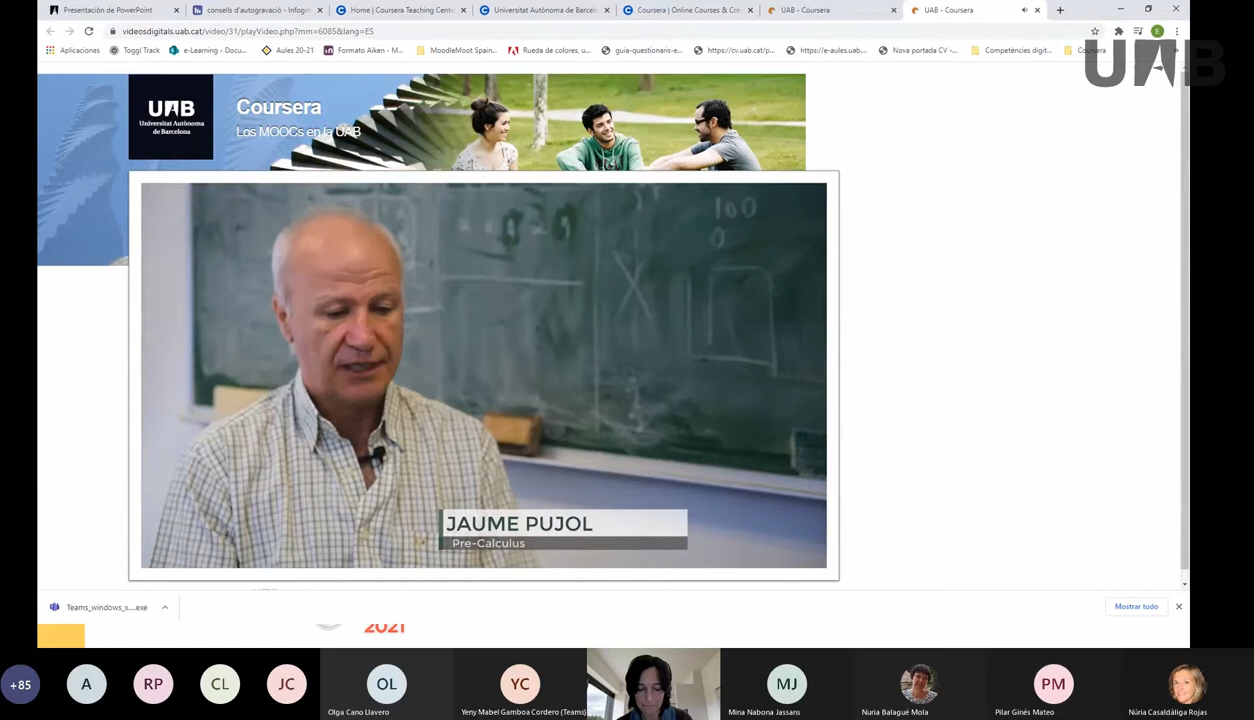 Presentación de PowerPoint
consells d'autogravació - Infogr
Home | Coursera Teaching Cent
Universitat Autònoma de Barcelo
Coursera | Online Courses & Cre
UAB - Coursera
UAB - Coursera
videosdigitals.uab.cat/video/31/playVideo.php?mm=6085&lang=ES
E
Aplicaciones
Toggl Track
e-Learning - Docu...
Aules 20-21
Formato Aiken - M...
MoodleMoot Spain...
Rueda de colores, u...
guia-questionaris-e...
https://cv.uab.cat/p...
https://e-aules.uab...
Nova portada CV - ...
Competències digit...
Coursera
UAB
UAB
Universitat Autònoma
de Barcelona
Coursera
Los MOOCs en la UAB
100
0
JAUME PUJOL
Pre-Calculus
Teams_windows_x....exe
Mostrar todo
2021
+85
A
RP
CL
JC
OL
YC
MJ
PM
Olga Cano Llavero
Yeny Mabel Gamboa Cordero (Teams)
Mina Nabona Jassans
Nuria Balagué Mola
Pilar Ginés Mateo
Núria Casaldàliga Rojas